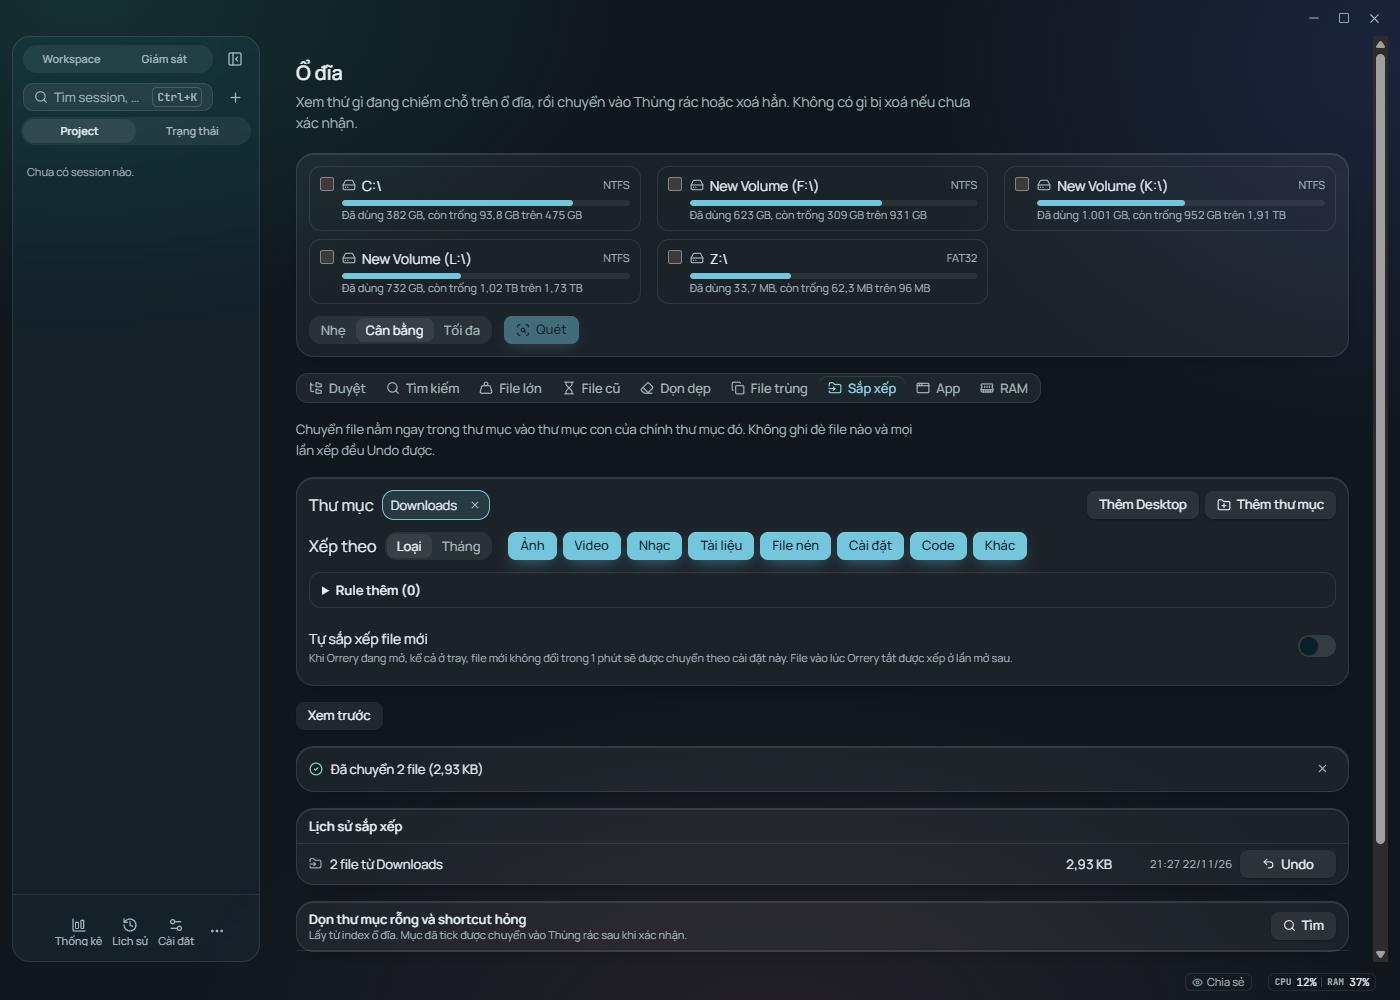 Workspace
Giám sát
Tìm session, ...
Ctrl+K
Project
Trạng thái
Chưa có session nào.
Ổ đĩa
Xem thứ gì đang chiếm chỗ trên ổ đĩa, rồi chuyển vào Thùng rác hoặc xoá hẳn. Không có gì bị xoá nếu chưa
xác nhận.
C:\
NTFS
Đã dùng 382 GB, còn trống 93,8 GB trên 475 GB
New Volume (F:\)
NTFS
Đã dùng 623 GB, còn trống 309 GB trên 931 GB
New Volume (K:\)
NTFS
Đã dùng 1.001 GB, còn trống 952 GB trên 1,91 TB
New Volume (L:\)
NTFS
Đã dùng 732 GB, còn trống 1,02 TB trên 1,73 TB
Z:\
FAT32
Đã dùng 33,7 MB, còn trống 62,3 MB trên 96 MB
Nhẹ
Cân bằng
Tối đa
Quét
Duyệt
Tìm kiếm
File lớn
File cũ
Dọn dẹp
File trùng
Sắp xếp
App
RAM
Chuyển file nằm ngay trong thư mục vào thư mục con của chính thư mục đó. Không ghi đè file nào và mọi
lần xếp đều Undo được.
Thư mục
Downloads
Thêm Desktop
Thêm thư mục
Xếp theo
Loại
Tháng
Ảnh
Video
Nhạc
Tài liệu
File nén
Cài đặt
Code
Khác
Rule thêm (0)
Tự sắp xếp file mới
Khi Orrery đang mở, kể cả ở tray, file mới không đổi trong 1 phút sẽ được chuyển theo cài đặt này. File vào lúc Orrery tắt được xếp ở lần mở sau.
Xem trước
Đã chuyển 2 file (2,93 KB)
Lịch sử sắp xếp
2 file từ Downloads
2,93 KB
21:27 22/11/26
Undo
Dọn thư mục rỗng và shortcut hỏng
Lấy từ index ổ đĩa. Mục đã tick được chuyển vào Thùng rác sau khi xác nhận.
Tìm
Thống kê
Lịch sử
Cài đặt
Chia sẻ
CPU 12%
RAM 37%